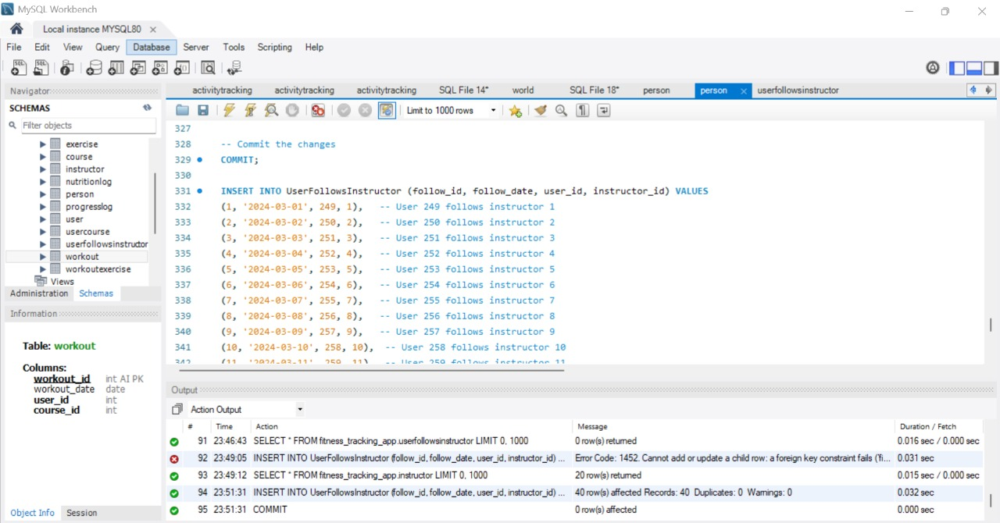 MySQL Workbench
Local instance MYSQL80
File Edit View Query Database Server Tools Scripting Help
Navigator
SCHEMAS
Filter objects
exercise
course
instructor
nutritionlog
person
progresslog
user
usercourse
userfollowsinstructor
workout
workoutexercise
Views
Administration Schemas
Information
Table: workout
Columns:
workout_id int AI PK
workout_date date
user_id int
course_id int
Object Info Session
activitytracking activitytracking activitytracking SQL File 14* world SQL File 18* person person userfollowsinstructor
Limit to 1000 rows
327
328 -- Commit the changes
329 COMMIT;
330
331 INSERT INTO UserFollowsInstructor (follow_id, follow_date, user_id, instructor_id) VALUES
332 (1, '2024-03-01', 249, 1), -- User 249 follows instructor 1
333 (2, '2024-03-02', 250, 2), -- User 250 follows instructor 2
334 (3, '2024-03-03', 251, 3), -- User 251 follows instructor 3
335 (4, '2024-03-04', 252, 4), -- User 252 follows instructor 4
336 (5, '2024-03-05', 253, 5), -- User 253 follows instructor 5
337 (6, '2024-03-06', 254, 6), -- User 254 follows instructor 6
338 (7, '2024-03-07', 255, 7), -- User 255 follows instructor 7
339 (8, '2024-03-08', 256, 8), -- User 256 follows instructor 8
340 (9, '2024-03-09', 257, 9), -- User 257 follows instructor 9
341 (10, '2024-03-10', 258, 10), -- User 258 follows instructor 10
342 (11, '2024-03-11', 259, 11), -- User 259 follows instructor 11
Output
Action Output
# Time Action Message Duration / Fetch
91 23:46:43 SELECT * FROM fitness_tracking_app.userfollowsinstructor LIMIT 0, 1000 0 row(s) returned 0.016 sec / 0.000 sec
92 23:49:05 INSERT INTO UserFollowsInstructor (follow_id, follow_date, user_id, instructor_id) ... Error Code: 1452. Cannot add or update a child row: a foreign key constraint fails (`fi... 0.031 sec
93 23:49:12 SELECT * FROM fitness_tracking_app.instructor LIMIT 0, 1000 20 row(s) returned 0.015 sec / 0.000 sec
94 23:51:31 INSERT INTO UserFollowsInstructor (follow_id, follow_date, user_id, instructor_id) ... 40 row(s) affected Records: 40 Duplicates: 0 Warnings: 0 0.032 sec
95 23:51:31 COMMIT 0 row(s) affected 0.000 sec